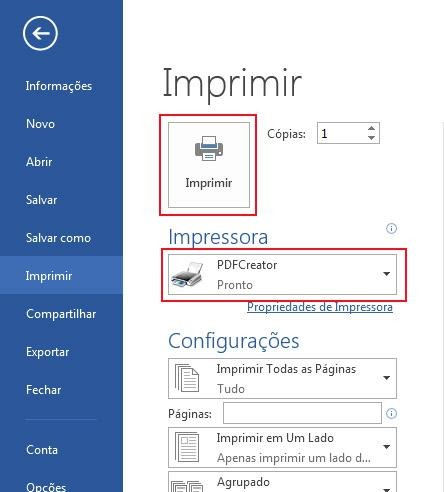 Informações
Novo
Abrir
Salvar
Salvar como
Imprimir
Compartilhar
Exportar
Fechar
Conta
Opções
Imprimir
Imprimir
Cópias: 1
Impressora
PDFCreator
Pronto
Propriedades de Impressora
Configurações
Imprimir Todas as Páginas
Tudo
Páginas:
Imprimir em Um Lado
Apenas imprimir um lado d...
Agrupado